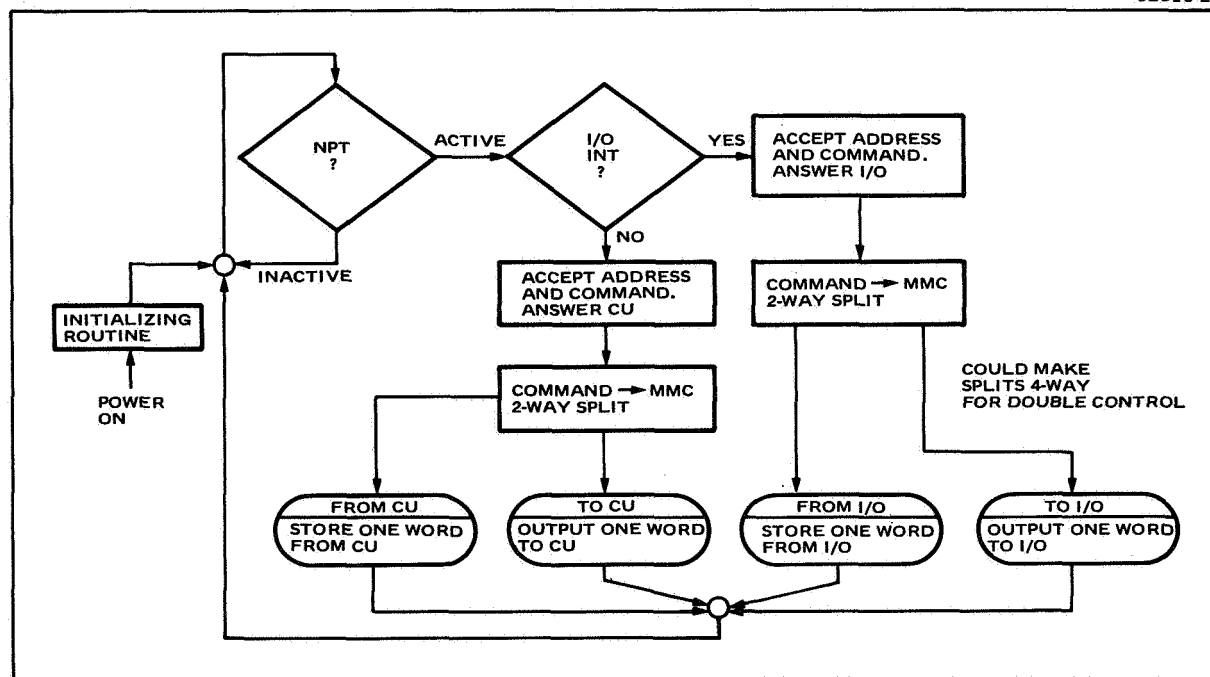 NPT
?
ACTIVE
I/O
INT
?
YES
ACCEPT ADDRESS
AND COMMAND.
ANSWER I/O
NO
INACTIVE
ACCEPT ADDRESS
AND COMMAND.
ANSWER CU
COMMAND → MMC
2-WAY SPLIT
INITIALIZING
ROUTINE
POWER
ON
COMMAND → MMC
2-WAY SPLIT
COULD MAKE
SPLITS 4-WAY
FOR DOUBLE CONTROL
FROM CU
STORE ONE WORD
FROM CU
TO CU
OUTPUT ONE WORD
TO CU
FROM I/O
STORE ONE WORD
FROM I/O
TO I/O
OUTPUT ONE WORD
TO I/O